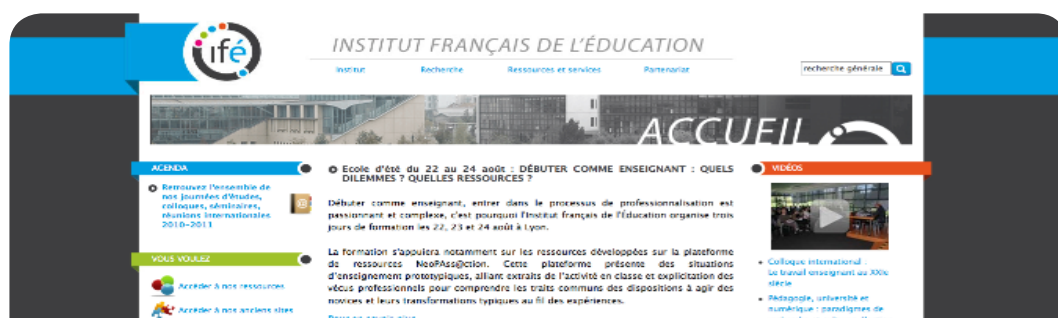 ifé
INSTITUT FRANÇAIS DE L'ÉDUCATION
Institut Recherche Ressources et services Partenariat
recherche générale
ACCUEIL
AGENDA
Retrouvez l'ensemble de
nos journées d'études,
colloques, séminaires,
réunions internationales
2010-2011
VOUS VOULEZ
Accéder à nos ressources
Accéder à nos anciens sites
Ecole d'été du 22 au 24 août : DÉBUTER COMME ENSEIGNANT : QUELS
DILEMMES ? QUELLES RESSOURCES ?
Débuter comme enseignant, entrer dans le processus de professionnalisation est
passionnant et complexe, c'est pourquoi l'Institut français de l'Éducation organise trois
jours de formation les 22, 23 et 24 août à Lyon.
La formation s'appuiera notamment sur les ressources développées sur la plateforme
de ressources NéoPAss@ction. Cette plateforme présente des situations
d'enseignement prototypiques, alliant extraits de l'activité en classe et explicitation des
vécus professionnels pour comprendre les traits communs des dispositions à agir des
novices et leurs transformations typiques au fil des expériences.
VIDÉOS
Colloque international :
Le travail enseignant au XXIe
siècle
Pédagogie, université et
numérique : paradigmes de